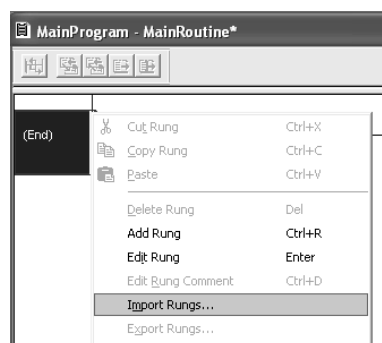 MainProgram - MainRoutine*
(End)
Cut Rung Ctrl+X
Copy Rung Ctrl+C
Paste Ctrl+V
Delete Rung Del
Add Rung Ctrl+R
Edit Rung Enter
Edit Rung Comment Ctrl+D
Import Rungs...
Export Rungs...